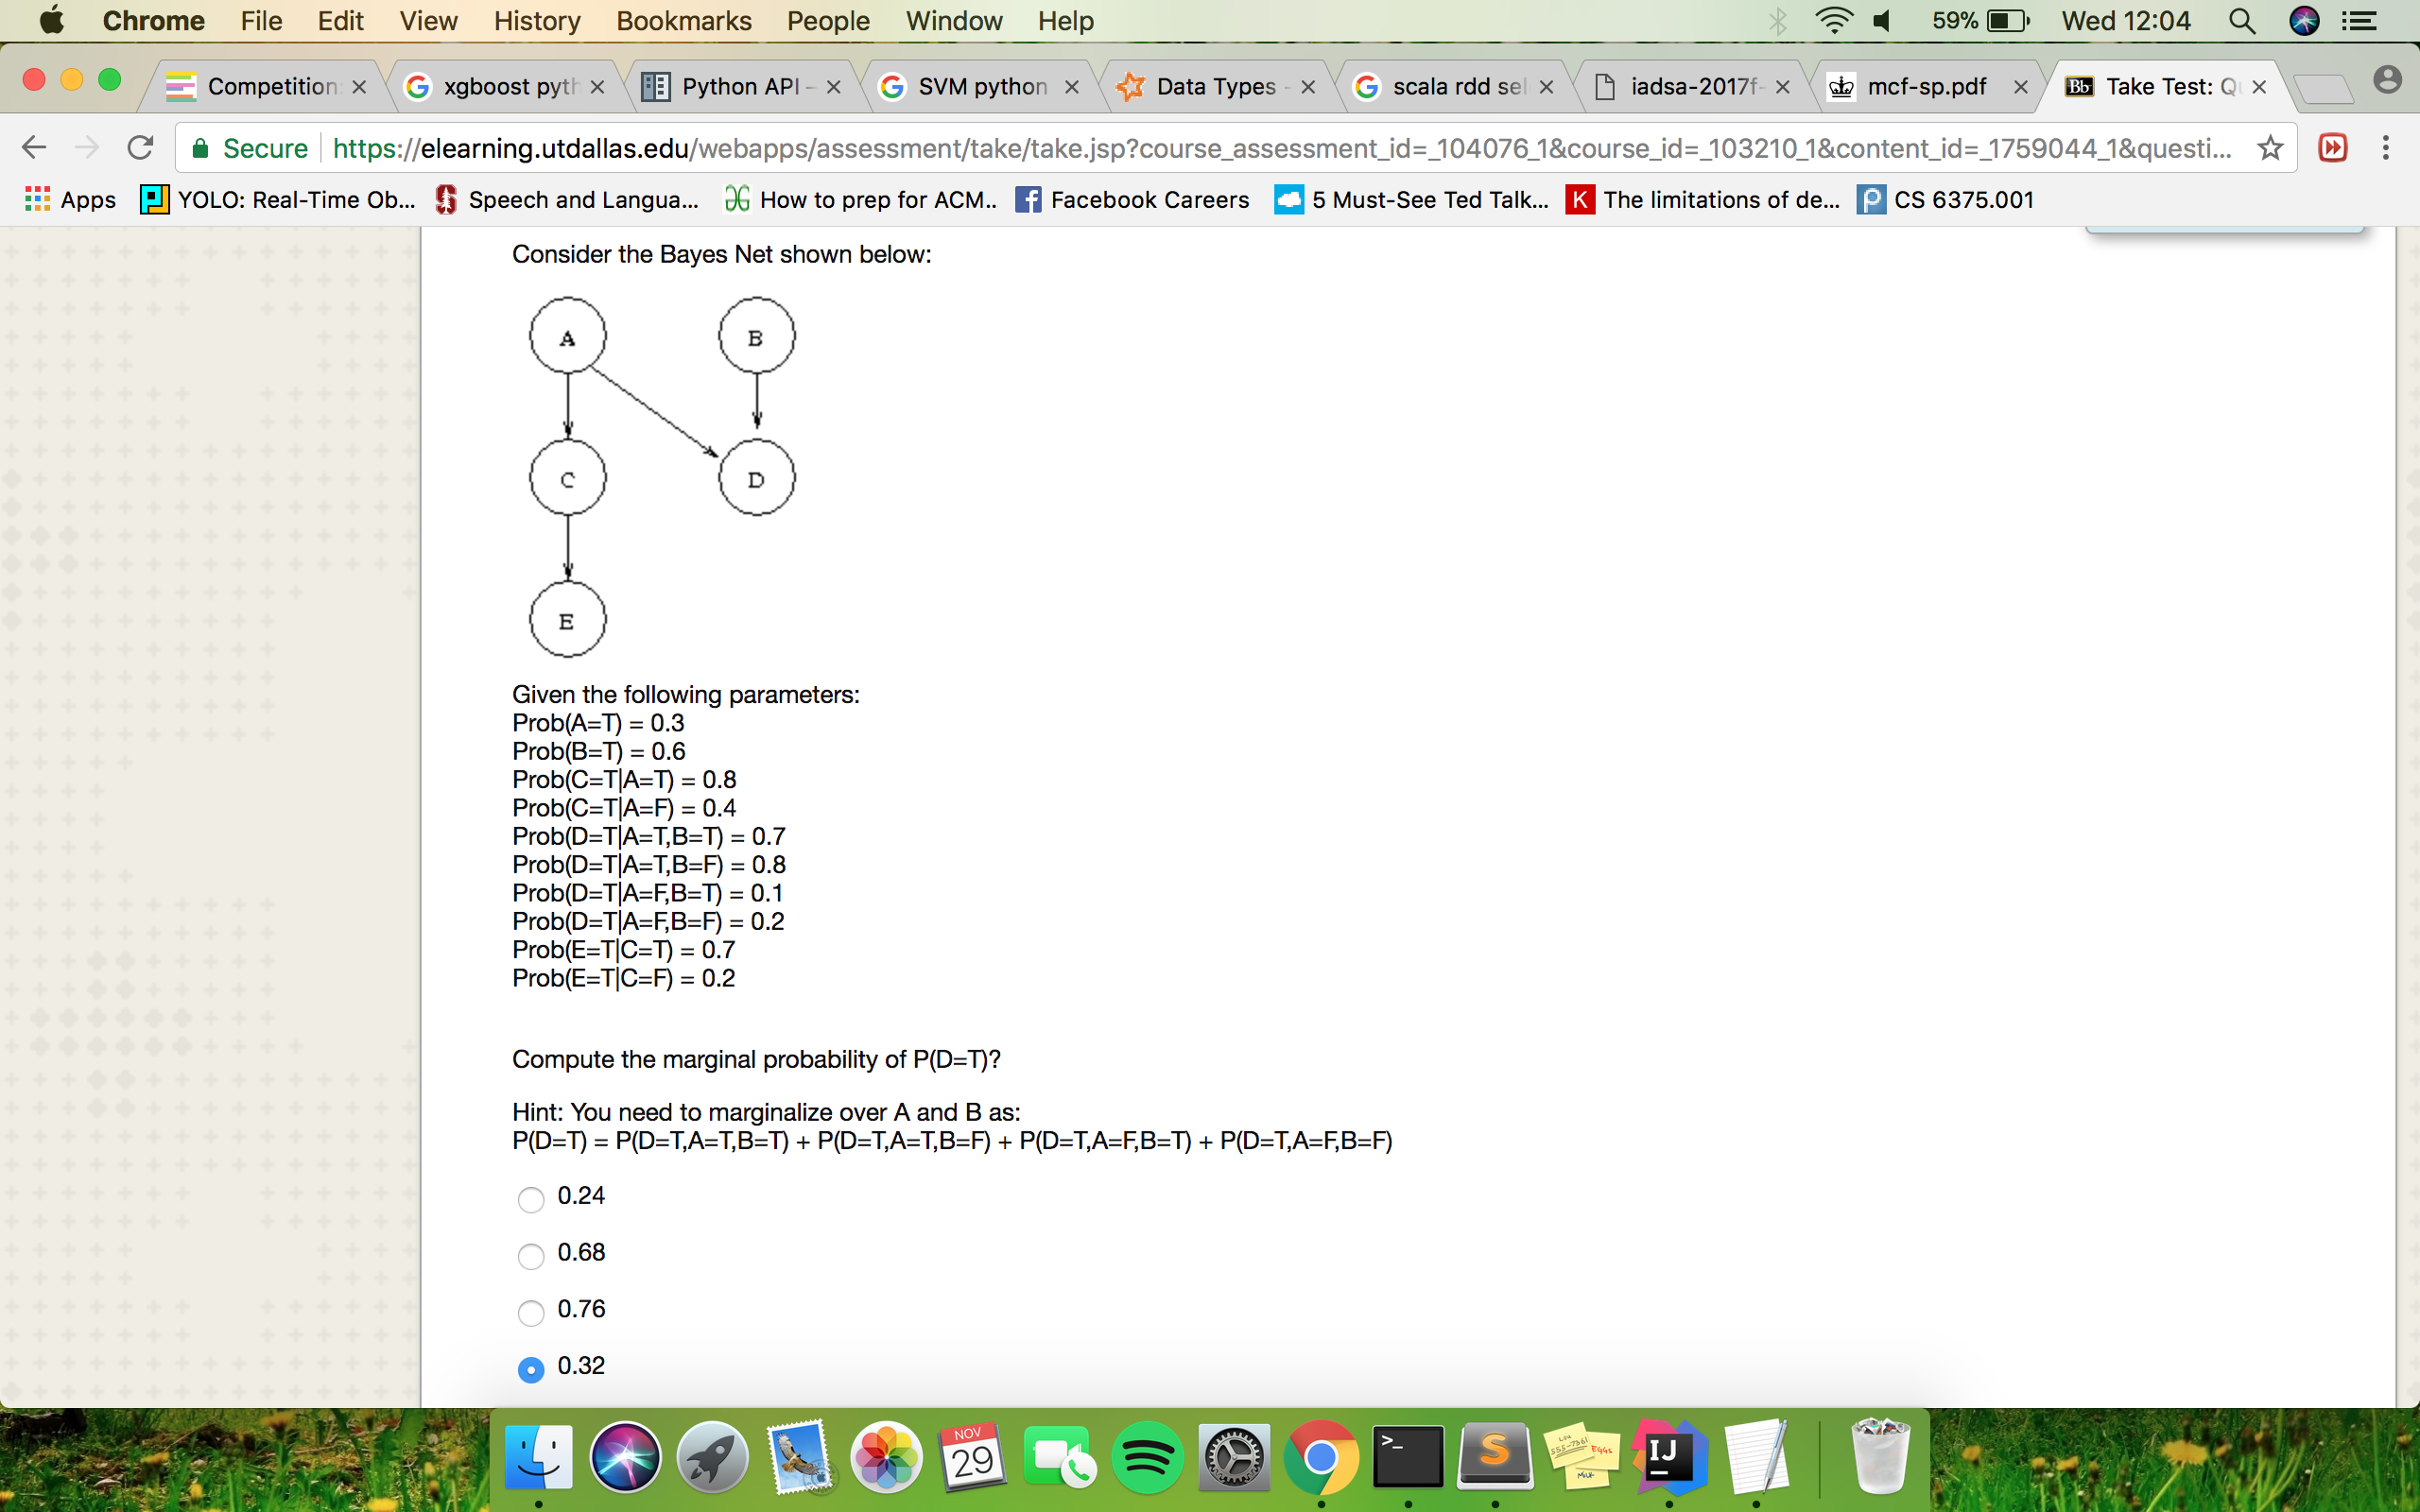 Chrome File Edit View History Bookmarks People Window Help 59% Wed 12:04
Competition: xgboost pyth Python API - SVM python Data Types - scala rdd sel iadsa-2017f- mcf-sp.pdf Bb Take Test: Qu
Secure https://elearning.utdallas.edu/webapps/assessment/take/take.jsp?course_assessment_id=_104076_1&course_id=_103210_1&content_id=_1759044_1&questi...
Apps YOLO: Real-Time Ob... Speech and Langua... How to prep for ACM.. Facebook Careers 5 Must-See Ted Talk... K The limitations of de... CS 6375.001
Consider the Bayes Net shown below:
A B
C D
E
Given the following parameters:
Prob(A=T) = 0.3
Prob(B=T) = 0.6
Prob(C=T|A=T) = 0.8
Prob(C=T|A=F) = 0.4
Prob(D=T|A=T,B=T) = 0.7
Prob(D=T|A=T,B=F) = 0.8
Prob(D=T|A=F,B=T) = 0.1
Prob(D=T|A=F,B=F) = 0.2
Prob(E=T|C=T) = 0.7
Prob(E=T|C=F) = 0.2
Compute the marginal probability of P(D=T)?
Hint: You need to marginalize over A and B as:
P(D=T) = P(D=T,A=T,B=T) + P(D=T,A=T,B=F) + P(D=T,A=F,B=T) + P(D=T,A=F,B=F)
0.24
0.68
0.76
0.32
NOV
29
>_
S
EGGS
MILK
IJ